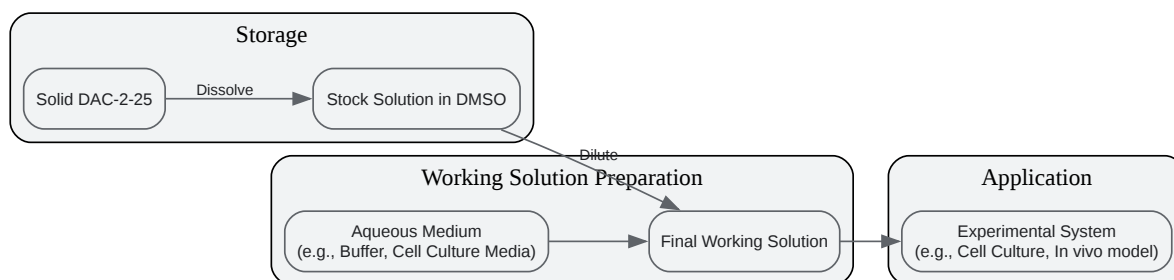 Storage
Solid DAC-2-25
Dissolve
Stock Solution in DMSO
Dilute
Working Solution Preparation
Aqueous Medium
(e.g., Buffer, Cell Culture Media)
Final Working Solution
Application
Experimental System
(e.g., Cell Culture, In vivo model)